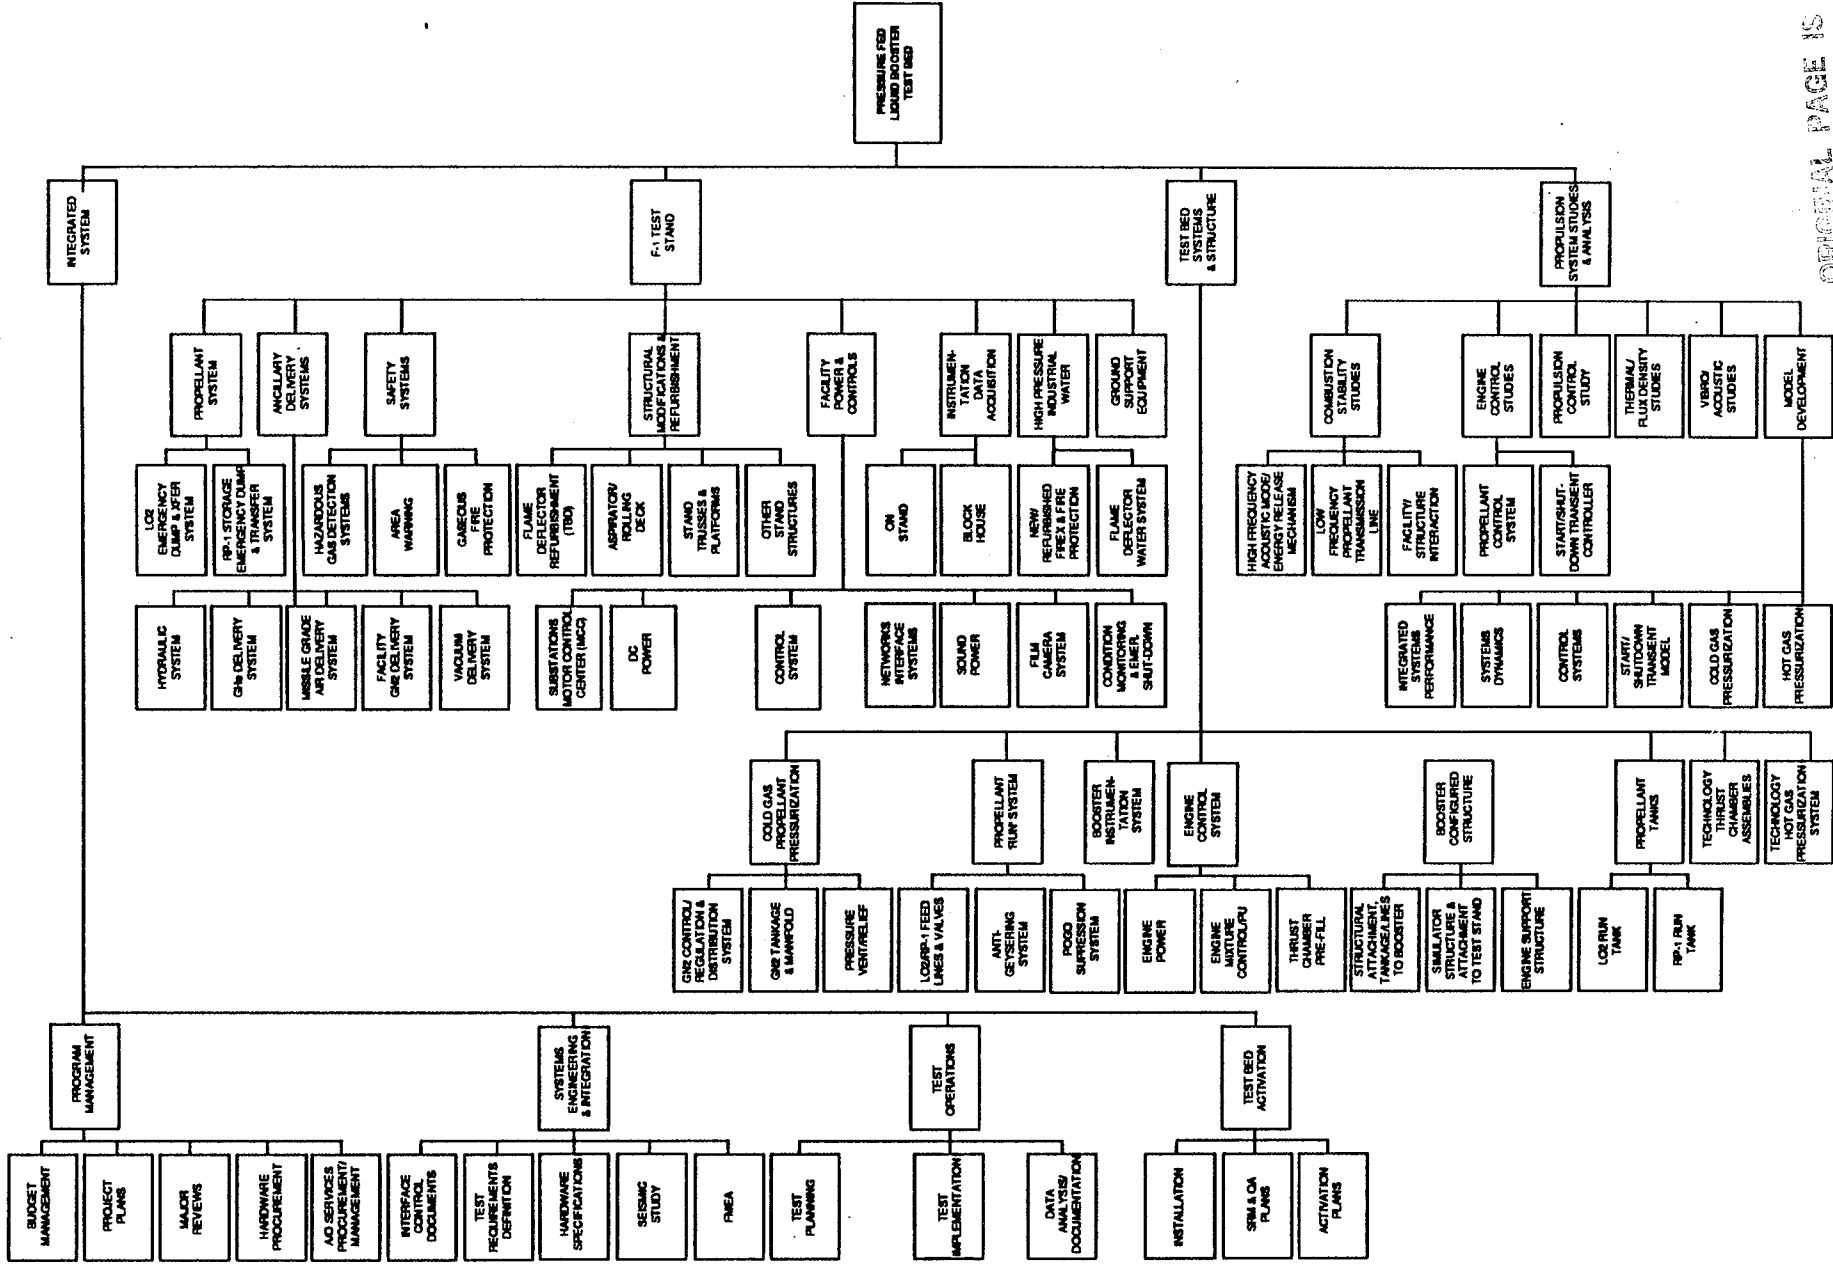 PRESSURE FED
LIQUID BOOSTER
TEST BED
INTEGRATED
SYSTEM
F-1 TEST
STAND
TEST BED
SYSTEMS
& STRUCTURE
PROPULSION
SYSTEM STUDIES
& ANALYSIS
PROPELLANT
SYSTEM
ANCILLARY
DELIVERY
SYSTEMS
SAFETY
SYSTEMS
STRUCTURAL
MODIFICATIONS &
REFURBISHMENT
FACILITY
POWER &
CONTROLS
INSTRUMEN-
TATION
DATA
ACQUISITION
HIGH PRESSURE
INDUSTRIAL
WATER
GROUND
SUPPORT
EQUIPMENT
COMBUSTION
STABILITY
STUDIES
ENGINE
CONTROL
STUDIES
PROPULSION
CONTROL
STUDY
THERMAL/
FLUX DENSITY
STUDIES
VIBRO/
ACOUSTIC
STUDIES
MODEL
DEVELOPMENT
LO2
EMERGENCY
DUMP & XFER
SYSTEM
RP-1 STORAGE
EMERGENCY DUMP
& TRANSFER
SYSTEM
HAZARDOUS
GAS DETECTION
SYSTEMS
AREA
WARNING
GASEOUS
FIRE
PROTECTION
FLAME
DEFLECTOR
REFURBISHMENT
(TBD)
ASPIRATOR/
ROLLING
DECK
STAND
TRUSSES &
PLATFORMS
OTHER
STAND
STRUCTURES
ON
STAND
BLOCK
HOUSE
NEW/
REFURBISHED
FIREX & FIRE
PROTECTION
FLAME
DEFLECTOR
WATER SYSTEM
HIGH FREQUENCY
ACOUSTIC MODE/
ENERGY RELEASE
MECHANISM
LOW
FREQUENCY
PROPELLANT
TRANSMISSION
LINE
FACILITY/
STRUCTURE
INTERACTION
PROPELLANT
CONTROL
SYSTEM
START/SHUT-
DOWN TRANSIENT
CONTROLLER
HYDRAULIC
SYSTEM
GHe DELIVERY
SYSTEM
MISSILE GRADE
AIR DELIVERY
SYSTEM
FACILITY
GN2 DELIVERY
SYSTEM
VACUUM
DELIVERY
SYSTEM
SUBSTATIONS
MOTOR CONTROL
CENTER (MCC)
DC
POWER
CONTROL
SYSTEM
NETWORKS
INTERFACE
SYSTEMS
SOUND
POWER
FILM
CAMERA
SYSTEM
CONDITION
MONITORING
& EMER.
SHUT-DOWN
INTEGRATED
SYSTEMS
PERFORMANCE
SYSTEMS
DYNAMICS
CONTROL
SYSTEMS
START/
SHUTDOWN
TRANSIENT
MODEL
COLD GAS
PRESSURIZATION
HOT GAS
PRESSURIZATION
COLD GAS
PROPELLANT
PRESSURIZATION
PROPELLANT
'RUN' SYSTEM
BOOSTER
INSTRUMEN-
TATION
SYSTEM
ENGINE
CONTROL
SYSTEM
BOOSTER
CONFIGURED
STRUCTURE
PROPELLANT
TANKS
TECHNOLOGY
THRUST
CHAMBER
ASSEMBLIES
TECHNOLOGY
HOT GAS
PRESSURIZATION
SYSTEM
GN2 CONTROL/
REGULATION &
DISTRIBUTION
SYSTEM
GN2 TANKAGE
& MANIFOLD
PRESSURE
VENT/RELIEF
LO2/RP-1 FEED
LINES & VALVES
ANTI-
GEYSERING
SYSTEM
POGO
SUPRESSION
SYSTEM
ENGINE
POWER
ENGINE
MIXTURE
CONTROL/PU
THRUST
CHAMBER
PRE-FILL
STRUCTURAL
ATTACHMENT,
TANKAGE/LINES
TO BOOSTER
SIMULATOR
STRUCTURE &
ATTACHMENT
TO TEST STAND
ENGINE SUPPORT
STRUCTURE
LO2 RUN
TANK
RP-1 RUN
TANK
PROGRAM
MANAGEMENT
SYSTEMS
ENGINEERING
& INTEGRATION
TEST
OPERATIONS
TEST BED
ACTIVATION
BUDGET
MANAGEMENT
PROJECT
PLANS
MAJOR
REVIEWS
HARDWARE
PROCUREMENT
A/O SERVICES
PROCUREMENT/
MANAGEMENT
INTERFACE
CONTROL
DOCUMENTS
TEST
REQUIREMENTS
DEFINITION
HARDWARE
SPECIFICATIONS
SEISMIC
STUDY
FMEA
TEST
PLANNING
TEST
IMPLEMENTATION
DATA
ANALYSIS/
DOCUMENTATION
INSTALLATION
SRM & QA
PLANS
ACTIVATION
PLANS
ORIGINAL PAGE IS